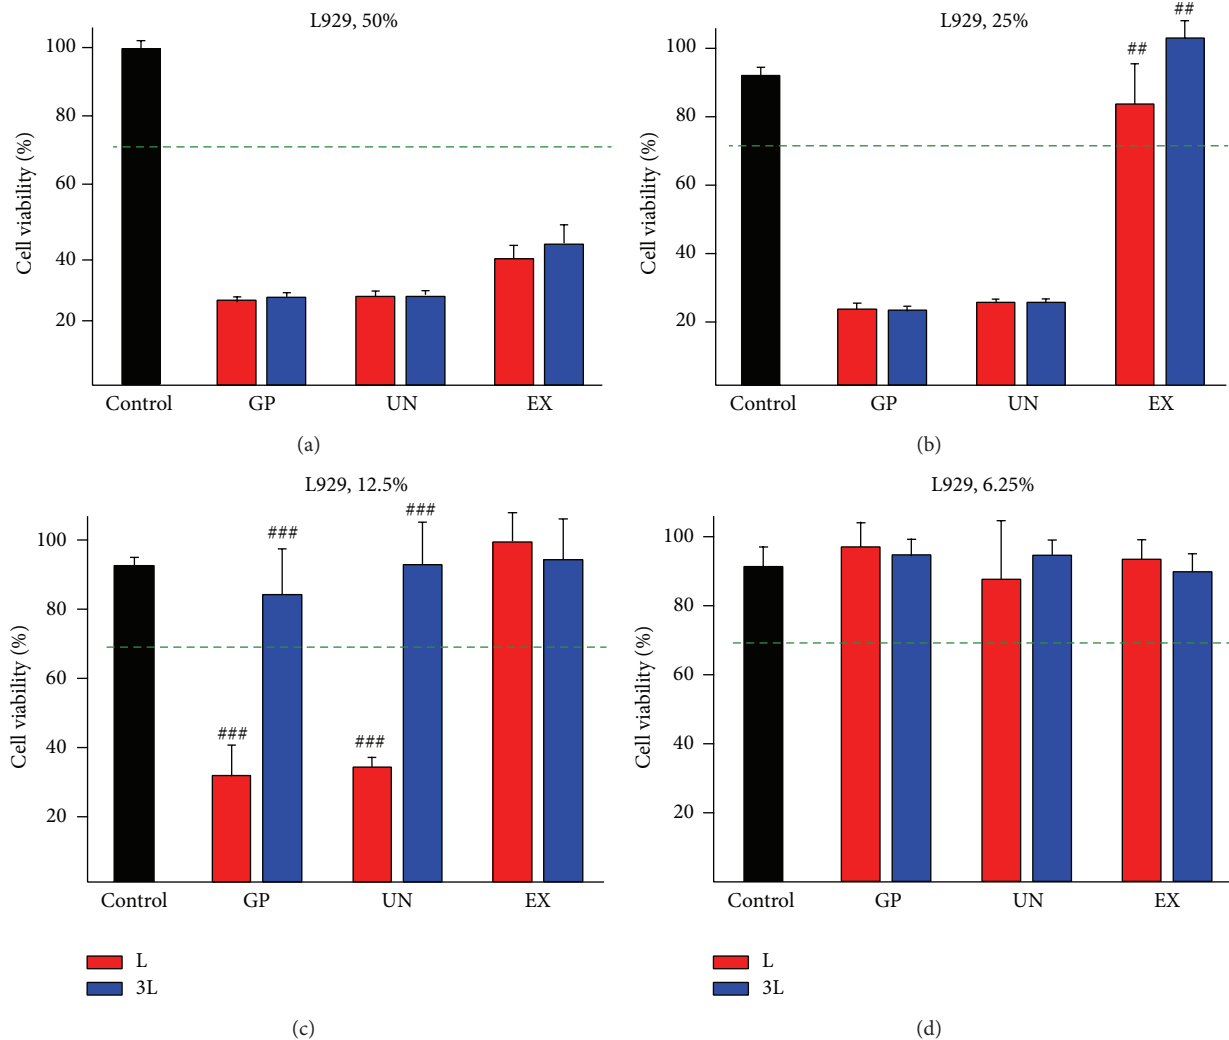 L929, 50%
Cell viability (%)
100
80
60
40
20
Control GP UN EX
(a)
L929, 25%
##
##
Cell viability (%)
100
80
60
40
20
Control GP UN EX
(b)
L929, 12.5%
###
###
###
###
Cell viability (%)
100
80
60
40
20
Control GP UN EX
L
3L
(c)
L929, 6.25%
Cell viability (%)
100
80
60
40
20
Control GP UN EX
L
3L
(d)